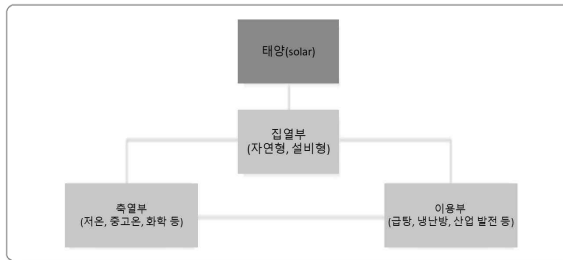 태양(solar)
집열부
(자연형, 설비형)
축열부
(저온, 중고온, 화학 등)
이용부
(급탕, 냉난방, 산업 발전 등)